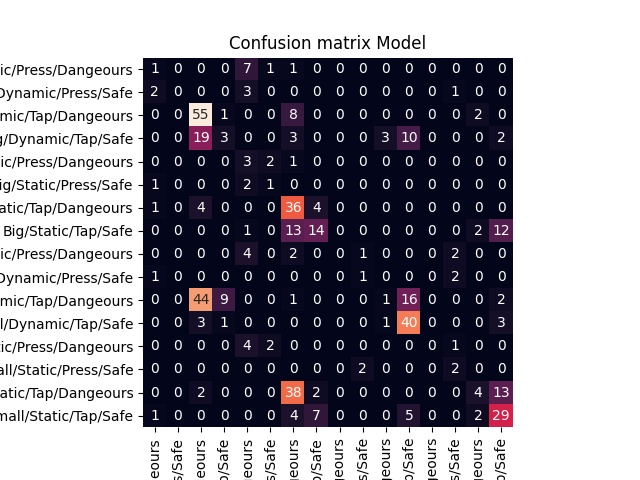 Confusion matrix Model
ic/Press/Dangeours 1 0 0 0 7 1 1 0 0 0 0 0 0 0 0 0
Dynamic/Press/Safe 2 0 0 0 3 0 0 0 0 0 0 0 0 1 0 0
mic/Tap/Dangeours 0 0 55 1 0 0 8 0 0 0 0 0 0 0 2 0
g/Dynamic/Tap/Safe 0 0 19 3 0 0 3 0 0 0 3 10 0 0 0 2
ic/Press/Dangeours 0 0 0 0 3 2 1 0 0 0 0 0 0 0 0 0
ig/Static/Press/Safe 1 0 0 0 2 1 0 0 0 0 0 0 0 0 0 0
atic/Tap/Dangeours 1 0 4 0 0 0 36 4 0 0 0 0 0 0 0 0
Big/Static/Tap/Safe 0 0 0 0 1 0 13 14 0 0 0 0 0 0 2 12
ic/Press/Dangeours 0 0 0 0 4 0 2 0 0 1 0 0 0 2 0 0
Dynamic/Press/Safe 1 0 0 0 0 0 0 0 0 1 0 0 0 2 0 0
mic/Tap/Dangeours 0 0 44 9 0 0 1 0 0 0 1 16 0 0 0 2
l/Dynamic/Tap/Safe 0 0 3 1 0 0 0 0 0 0 1 40 0 0 0 3
tic/Press/Dangeours 0 0 0 0 4 2 0 0 0 0 0 0 0 1 0 0
all/Static/Press/Safe 0 0 0 0 0 0 0 0 0 2 0 0 0 2 0 0
atic/Tap/Dangeours 0 0 2 0 0 0 38 2 0 0 0 0 0 0 4 13
mall/Static/Tap/Safe 1 0 0 0 0 0 4 7 0 0 0 5 0 0 2 29
geours
s/Safe
geours
p/Safe
geours
s/Safe
geours
p/Safe
geours
s/Safe
geours
p/Safe
geours
s/Safe
geours
p/Safe